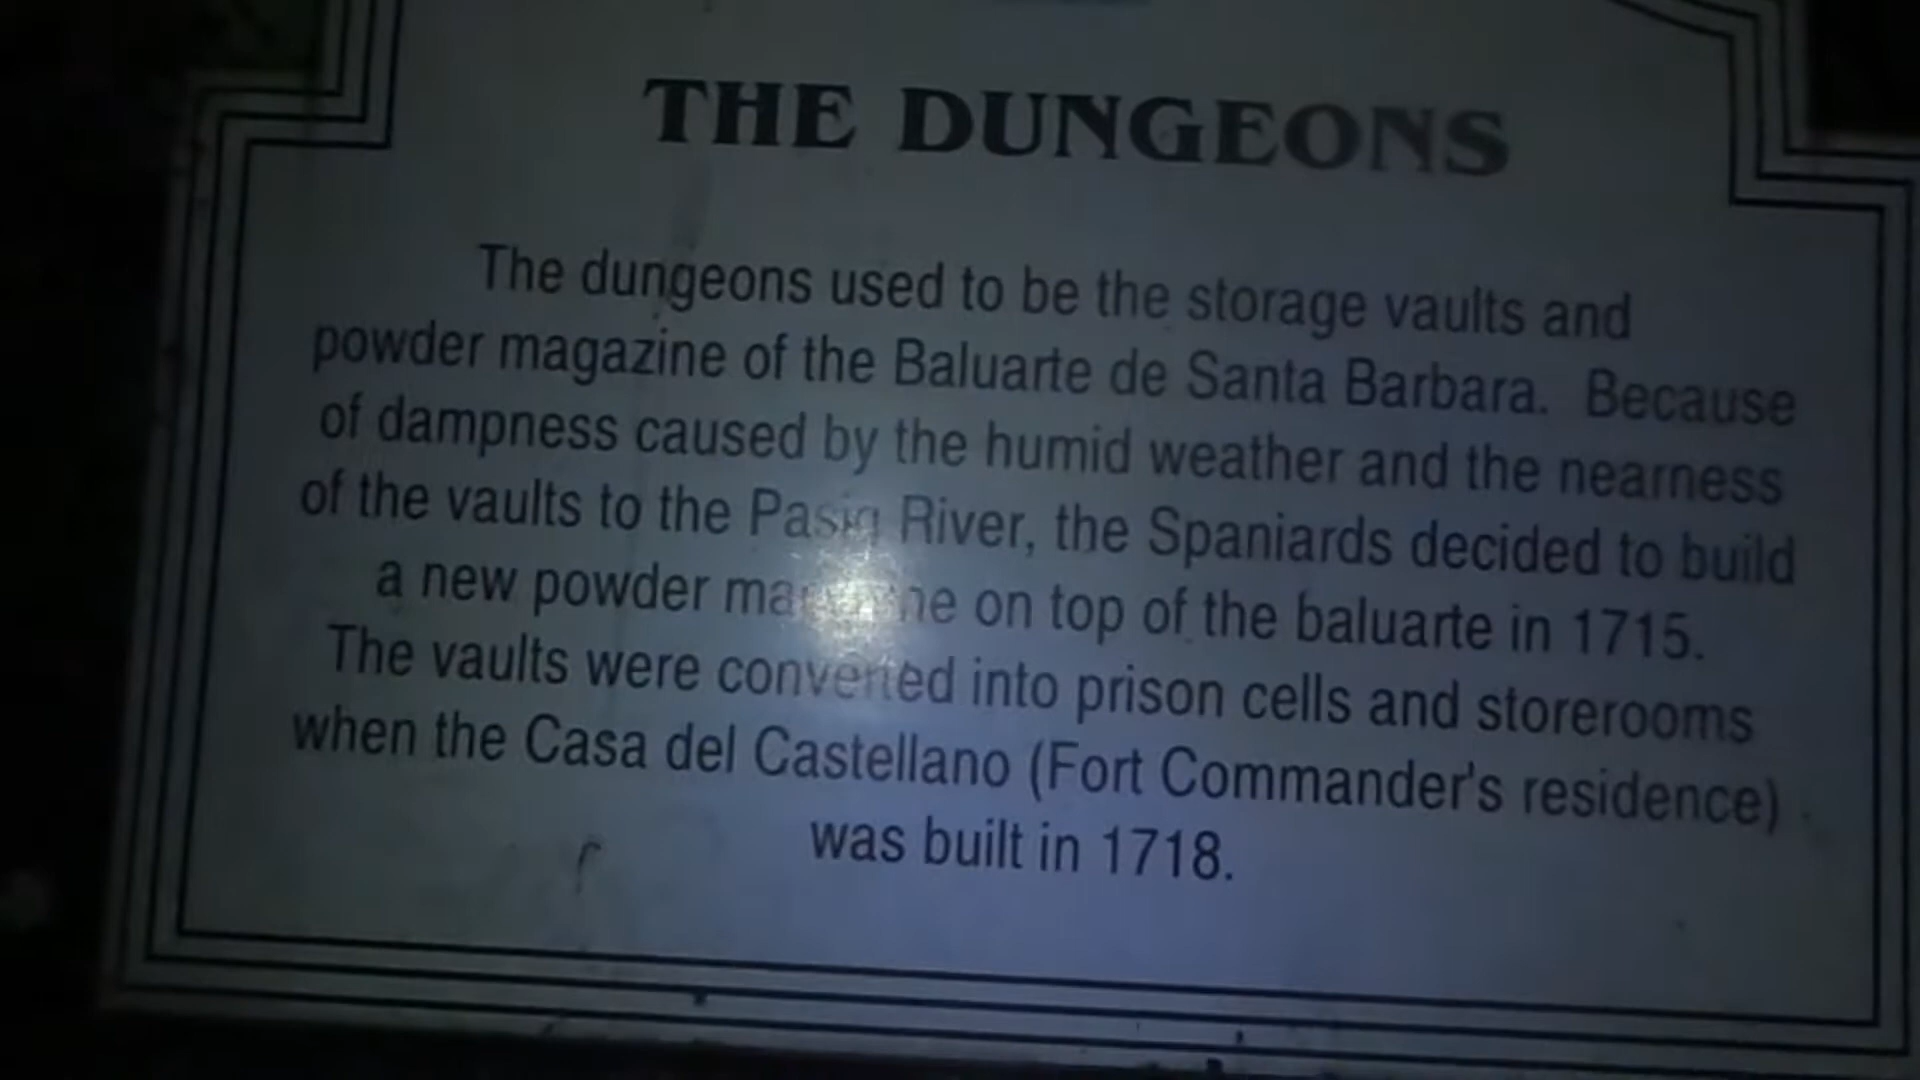 THE DUNGEONS
The dungeons used to be the storage vaults and
powder magazine of the Baluarte de Santa Barbara. Because
of dampness caused by the humid weather and the nearness
of the vaults to the Pasig River, the Spaniards decided to build
a new powder magazine on top of the baluarte in 1715.
The vaults were converted into prison cells and storerooms
when the Casa del Castellano (Fort Commander's residence)
was built in 1718.